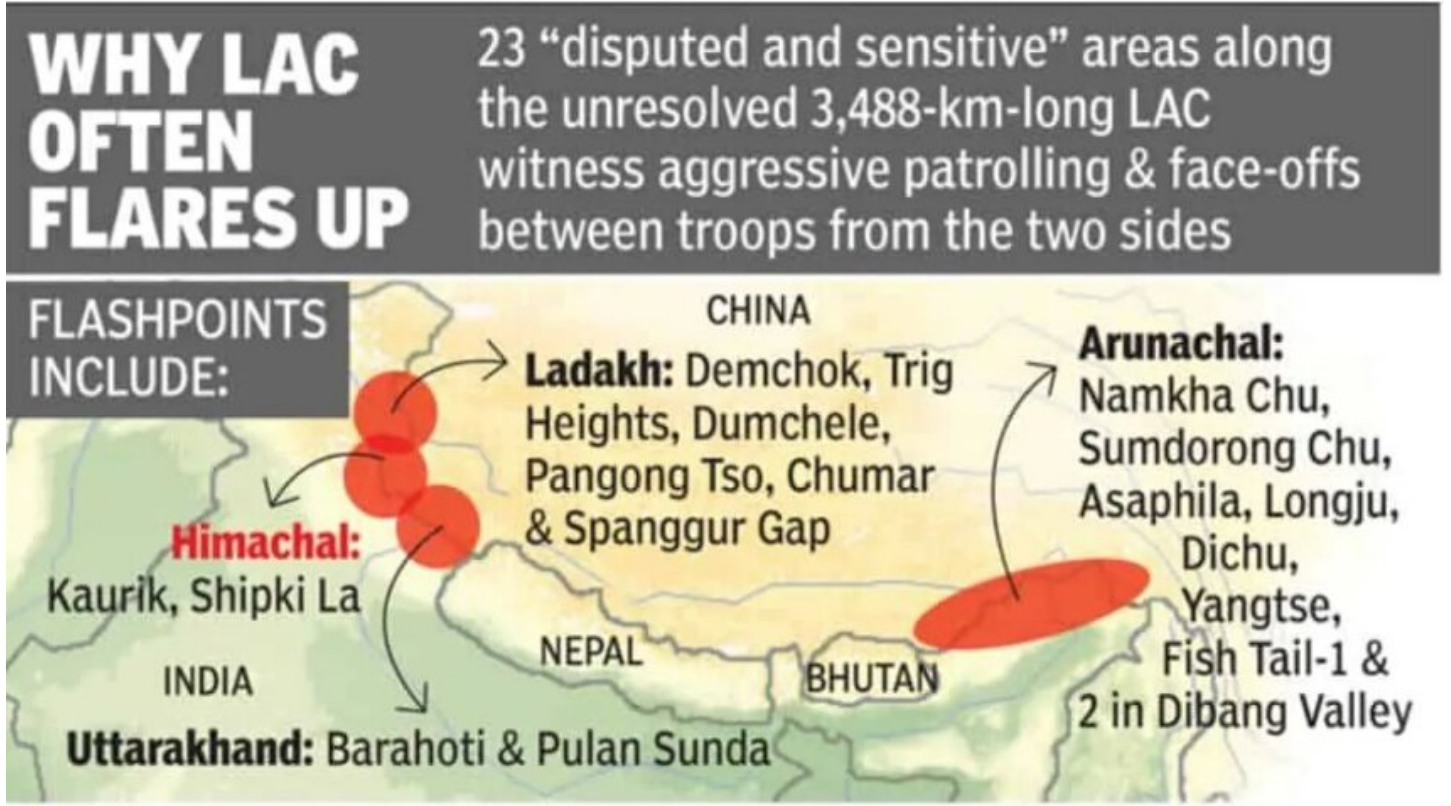 WHY LAC
OFTEN
FLARES UP
23 “disputed and sensitive” areas along
the unresolved 3,488-km-long LAC
witness aggressive patrolling & face-offs
between troops from the two sides
FLASHPOINTS
INCLUDE:
CHINA
Ladakh: Demchok, Trig
Heights, Dumchele,
Pangong Tso, Chumar
& Spanggur Gap
Arunachal:
Namkha Chu,
Sumdorong Chu,
Asaphila, Longju,
Dichu,
Yangtse,
Fish Tail-1 &
2 in Dibang Valley
Himachal:
Kaurik, Shipki La
NEPAL
BHUTAN
INDIA
Uttarakhand: Barahoti & Pulan Sunda